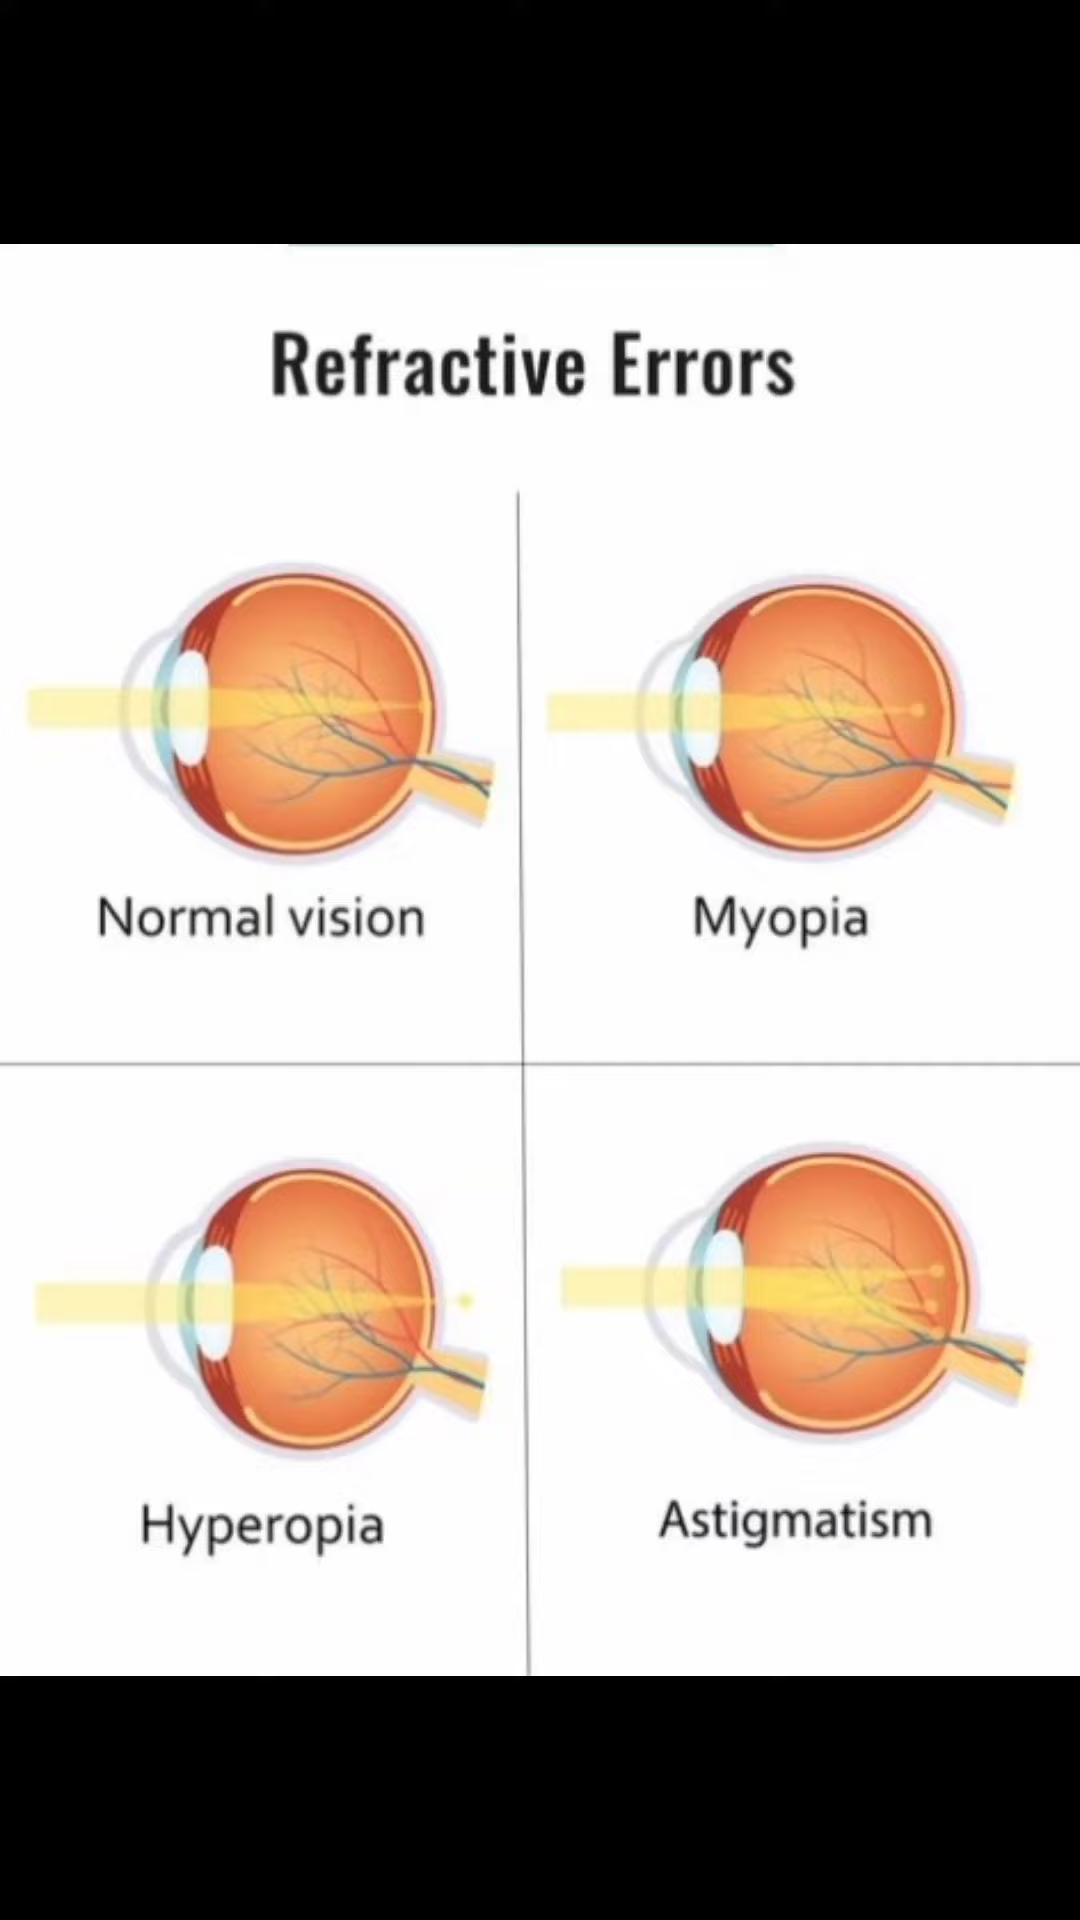 Refractive Errors
Normal vision
Myopia
Hyperopia
Astigmatism